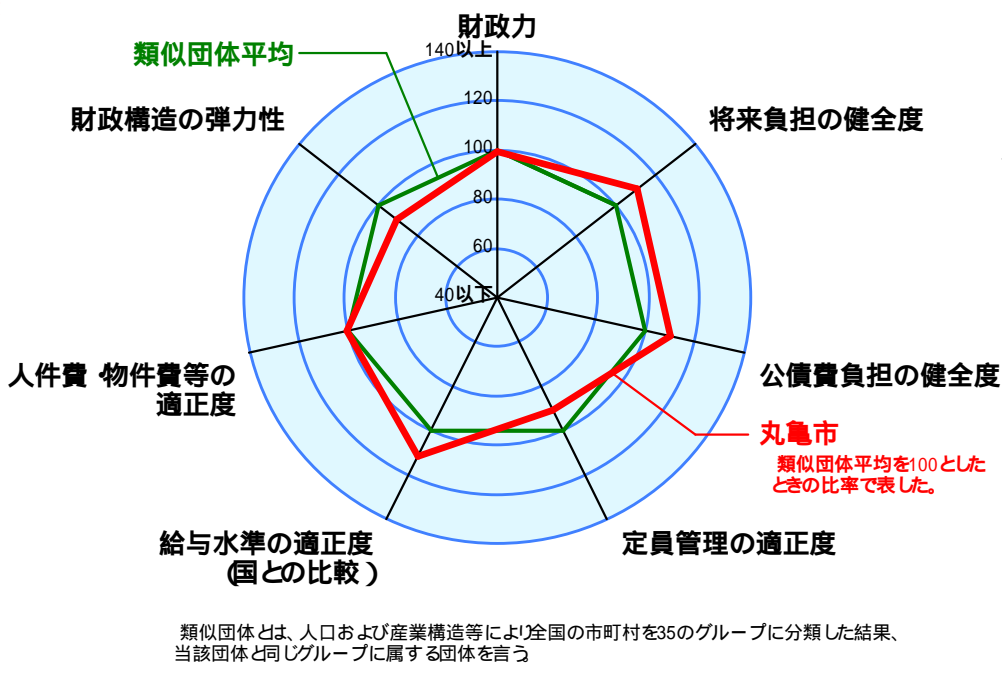 財政力
140以上
類似団体平均
120
財政構造の弾力性
将来負担の健全度
100
80
60
40以下
人件費・物件費等の
適正度
公債費負担の健全度
丸亀市
類似団体平均を100とした
ときの比率で表した。
給与水準の適正度
(国との比較)
定員管理の適正度
類似団体とは、人口および産業構造等により全国の市町村を35のグループに分類した結果、
当該団体と同じグループに属する団体を言う